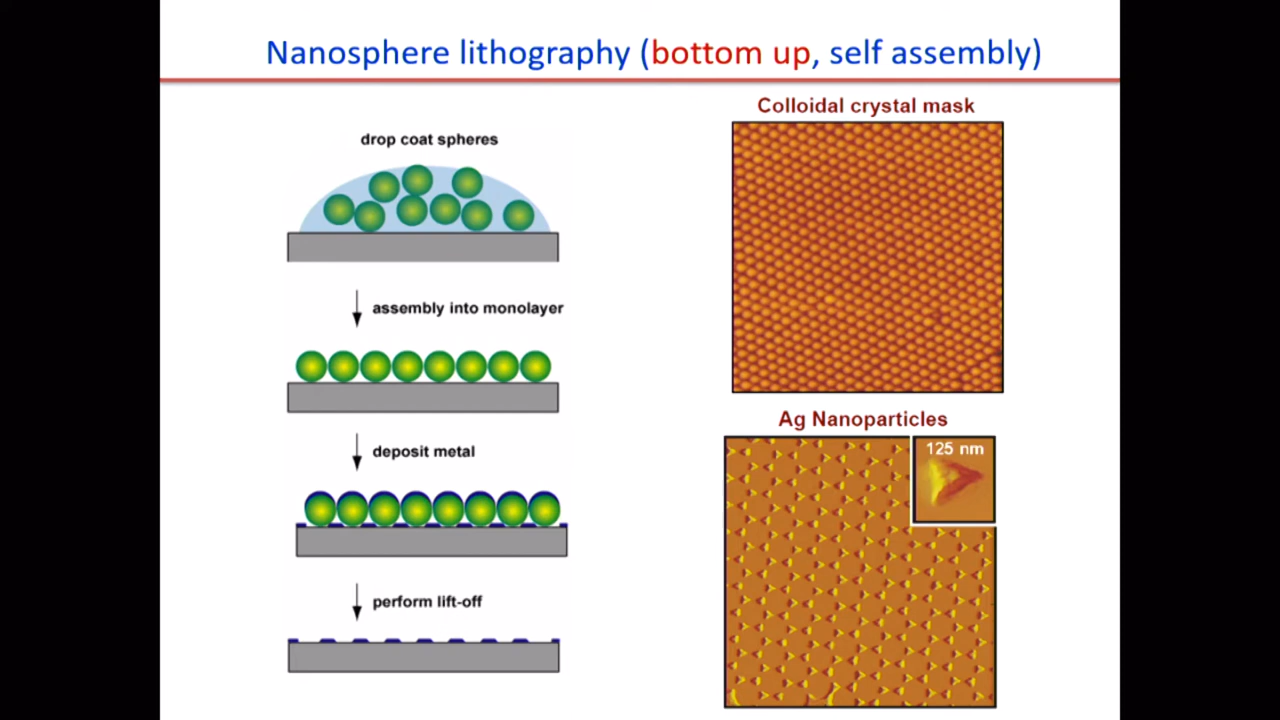 Nanosphere lithography (bottom up, self assembly)
drop coat spheres
assembly into monolayer
deposit metal
perform lift-off
Colloidal crystal mask
Ag Nanoparticles
125 nm